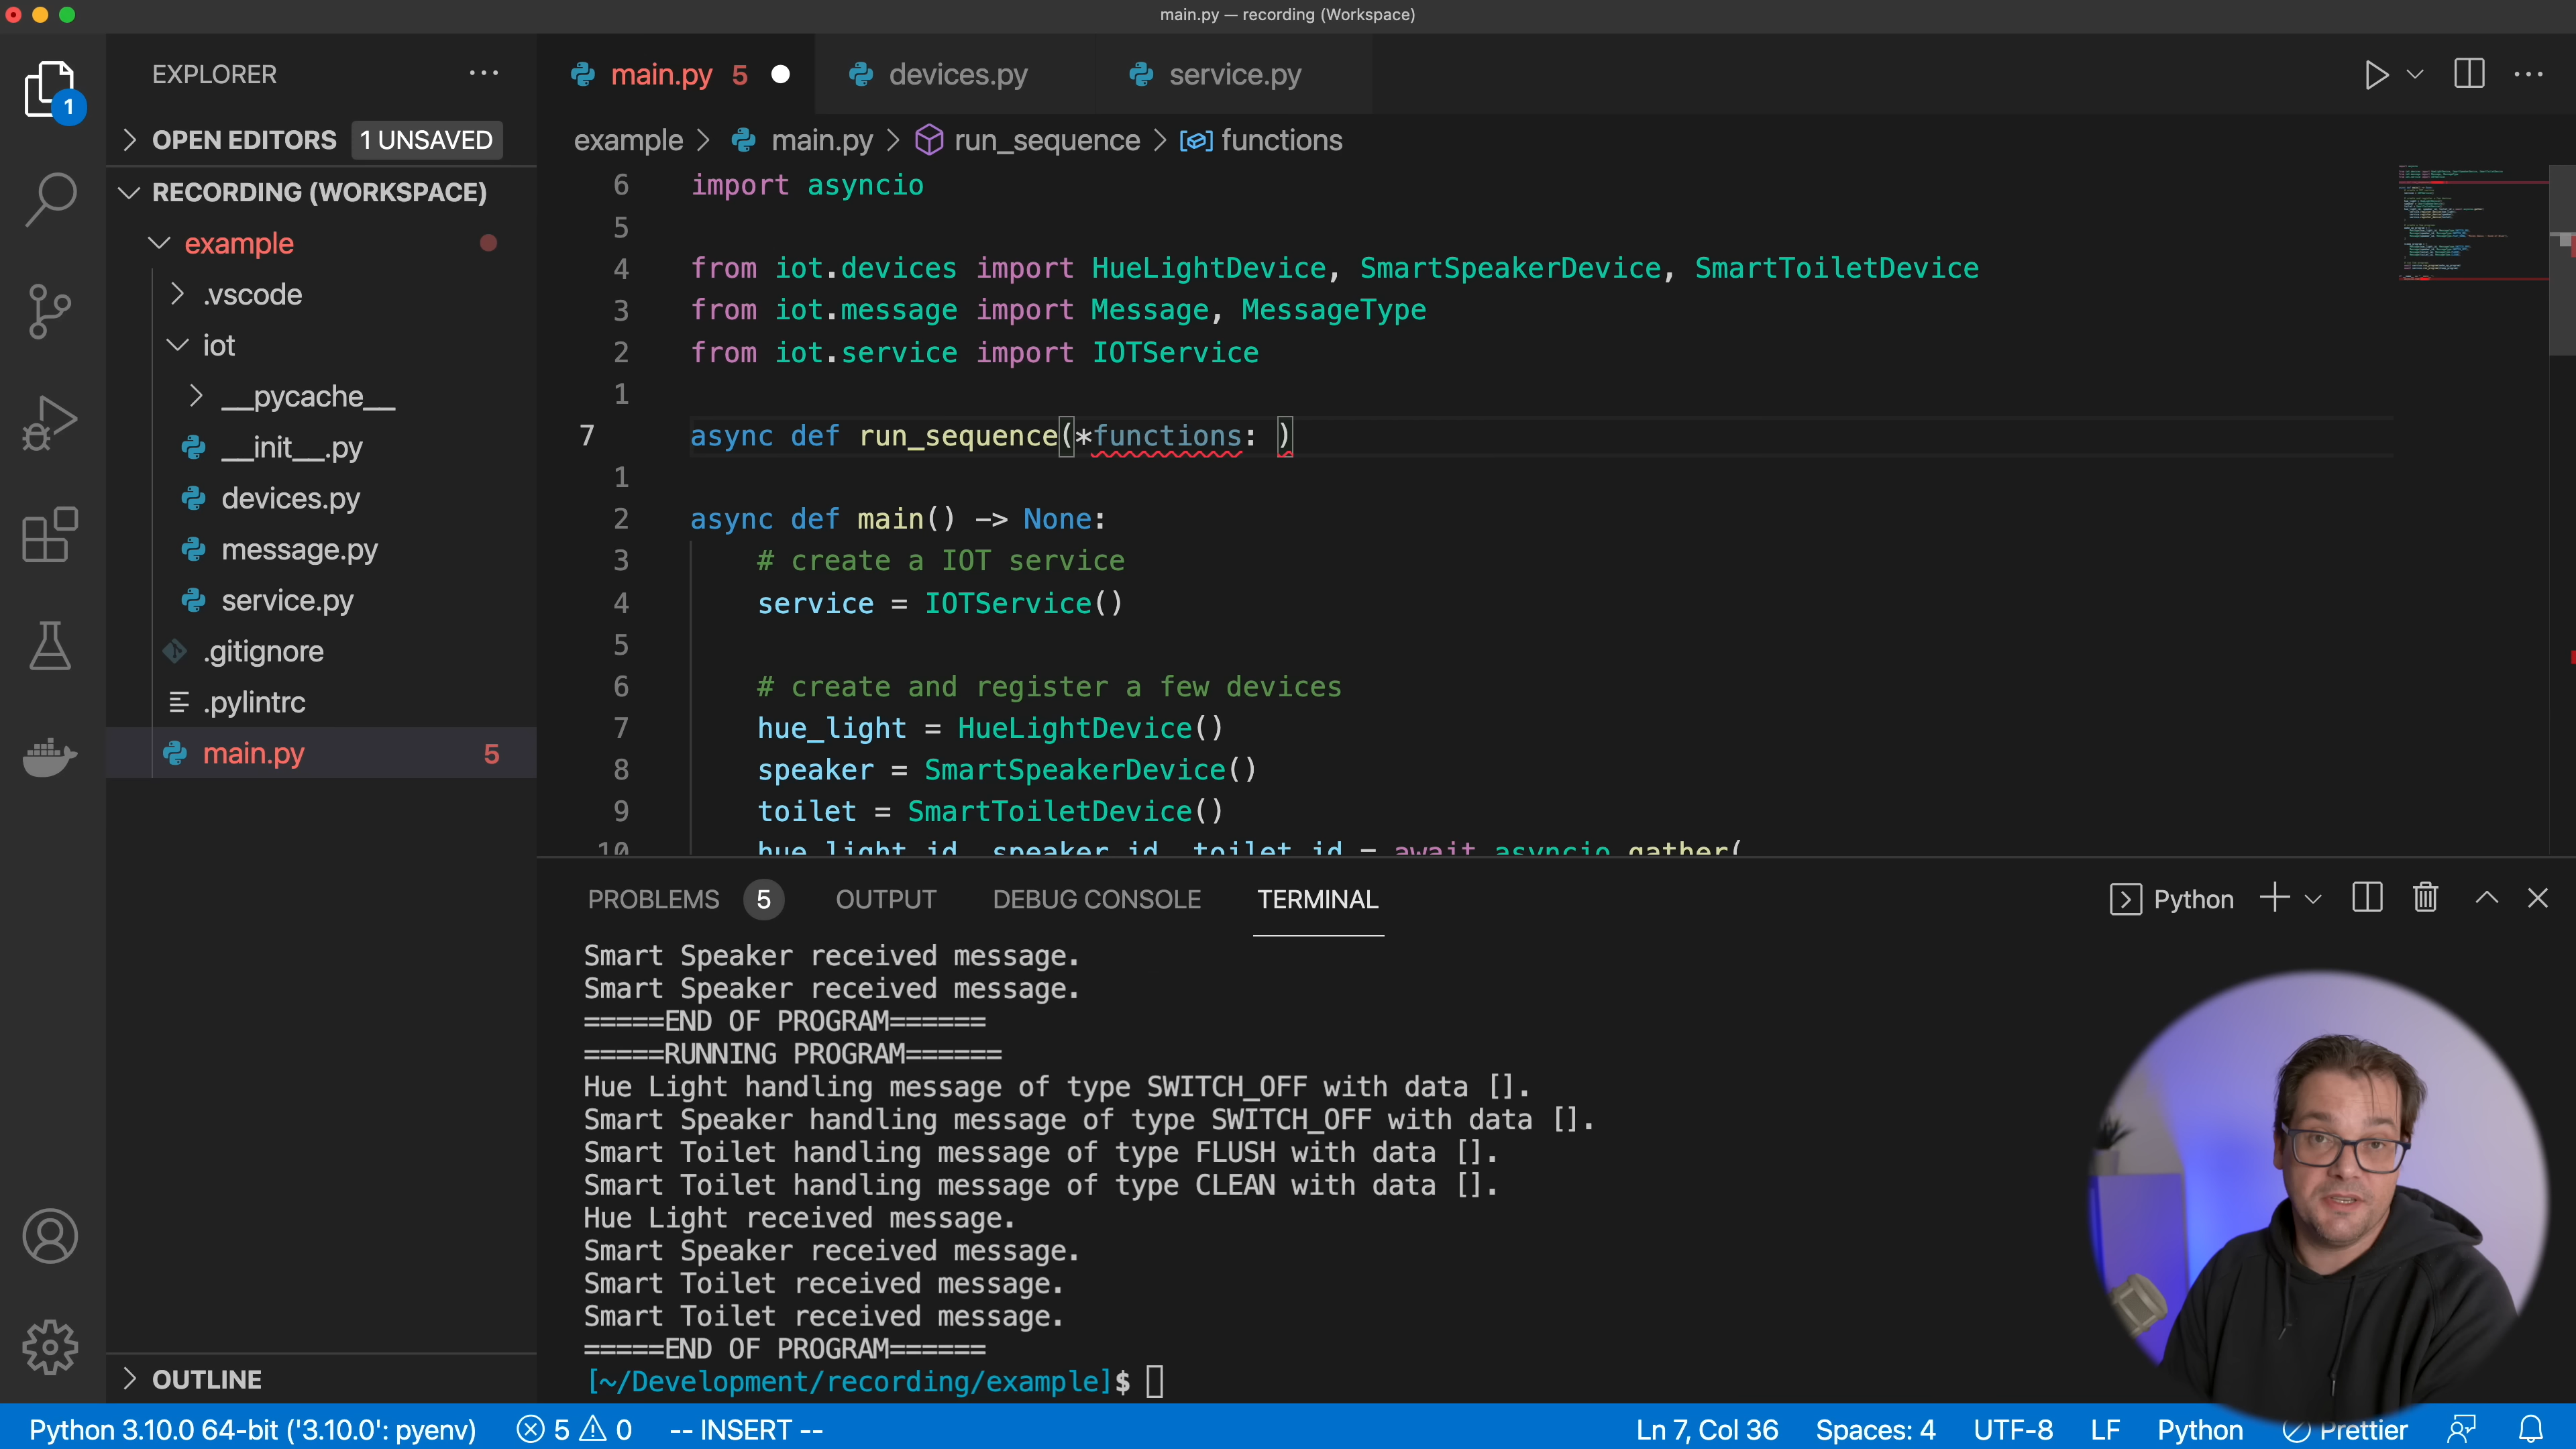 main.py — recording (Workspace)
EXPLORER
main.py 5
devices.py
service.py
OPEN EDITORS 1 UNSAVED
example > main.py > run_sequence > functions
RECORDING (WORKSPACE)
example
.vscode
iot
__pycache__
__init__.py
devices.py
message.py
service.py
.gitignore
.pylintrc
main.py 5
OUTLINE
1
6 import asyncio
5
4 from iot.devices import HueLightDevice, SmartSpeakerDevice, SmartToiletDevice
3 from iot.message import Message, MessageType
2 from iot.service import IOTService
1
7 async def run_sequence(*functions: )
1
2 async def main() -> None:
3 # create a IOT service
4 service = IOTService()
5
6 # create and register a few devices
7 hue_light = HueLightDevice()
8 speaker = SmartSpeakerDevice()
9 toilet = SmartToiletDevice()
10 hue_light_id, speaker_id, toilet_id = await asyncio.gather(
PROBLEMS 5 OUTPUT DEBUG CONSOLE TERMINAL Python
Smart Speaker received message.
Smart Speaker received message.
=====END OF PROGRAM======
=====RUNNING PROGRAM======
Hue Light handling message of type SWITCH_OFF with data [].
Smart Speaker handling message of type SWITCH_OFF with data [].
Smart Toilet handling message of type FLUSH with data [].
Smart Toilet handling message of type CLEAN with data [].
Hue Light received message.
Smart Speaker received message.
Smart Toilet received message.
Smart Toilet received message.
=====END OF PROGRAM======
[~/Development/recording/example]$
Python 3.10.0 64-bit ('3.10.0': pyenv) 5 0 -- INSERT -- Ln 7, Col 36 Spaces: 4 UTF-8 LF Python Prettier